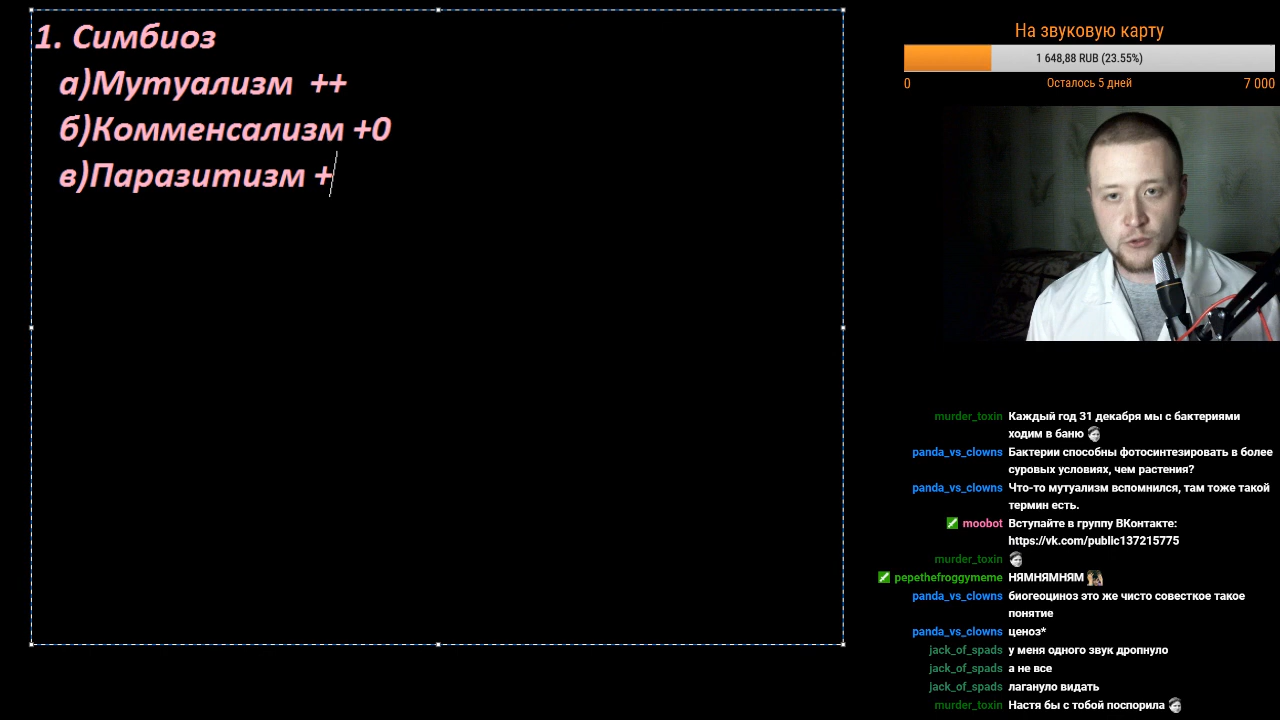 1. Симбиоз
а)Мутуализм ++
б)Комменсализм +0
в)Паразитизм +
На звуковую карту
1 648,88 RUB (23.55%)
0 Осталось 5 дней 7 000
murder_toxin Каждый год 31 декабря мы с бактериями
ходим в баню
panda_vs_clowns Бактерии способны фотосинтезировать в более
суровых условиях, чем растения?
panda_vs_clowns Что-то мутуализм вспомнился, там тоже такой
термин есть.
moobot Вступайте в группу ВКонтакте:
https://vk.com/public137215775
murder_toxin
pepethefroggymeme НЯМНЯМНЯМ
panda_vs_clowns биогеоциноз это же чисто совесткое такое
понятие
panda_vs_clowns ценоз*
jack_of_spads у меня одного звук дропнуло
jack_of_spads а не все
jack_of_spads лагануло видать
murder_toxin Настя бы с тобой поспорила